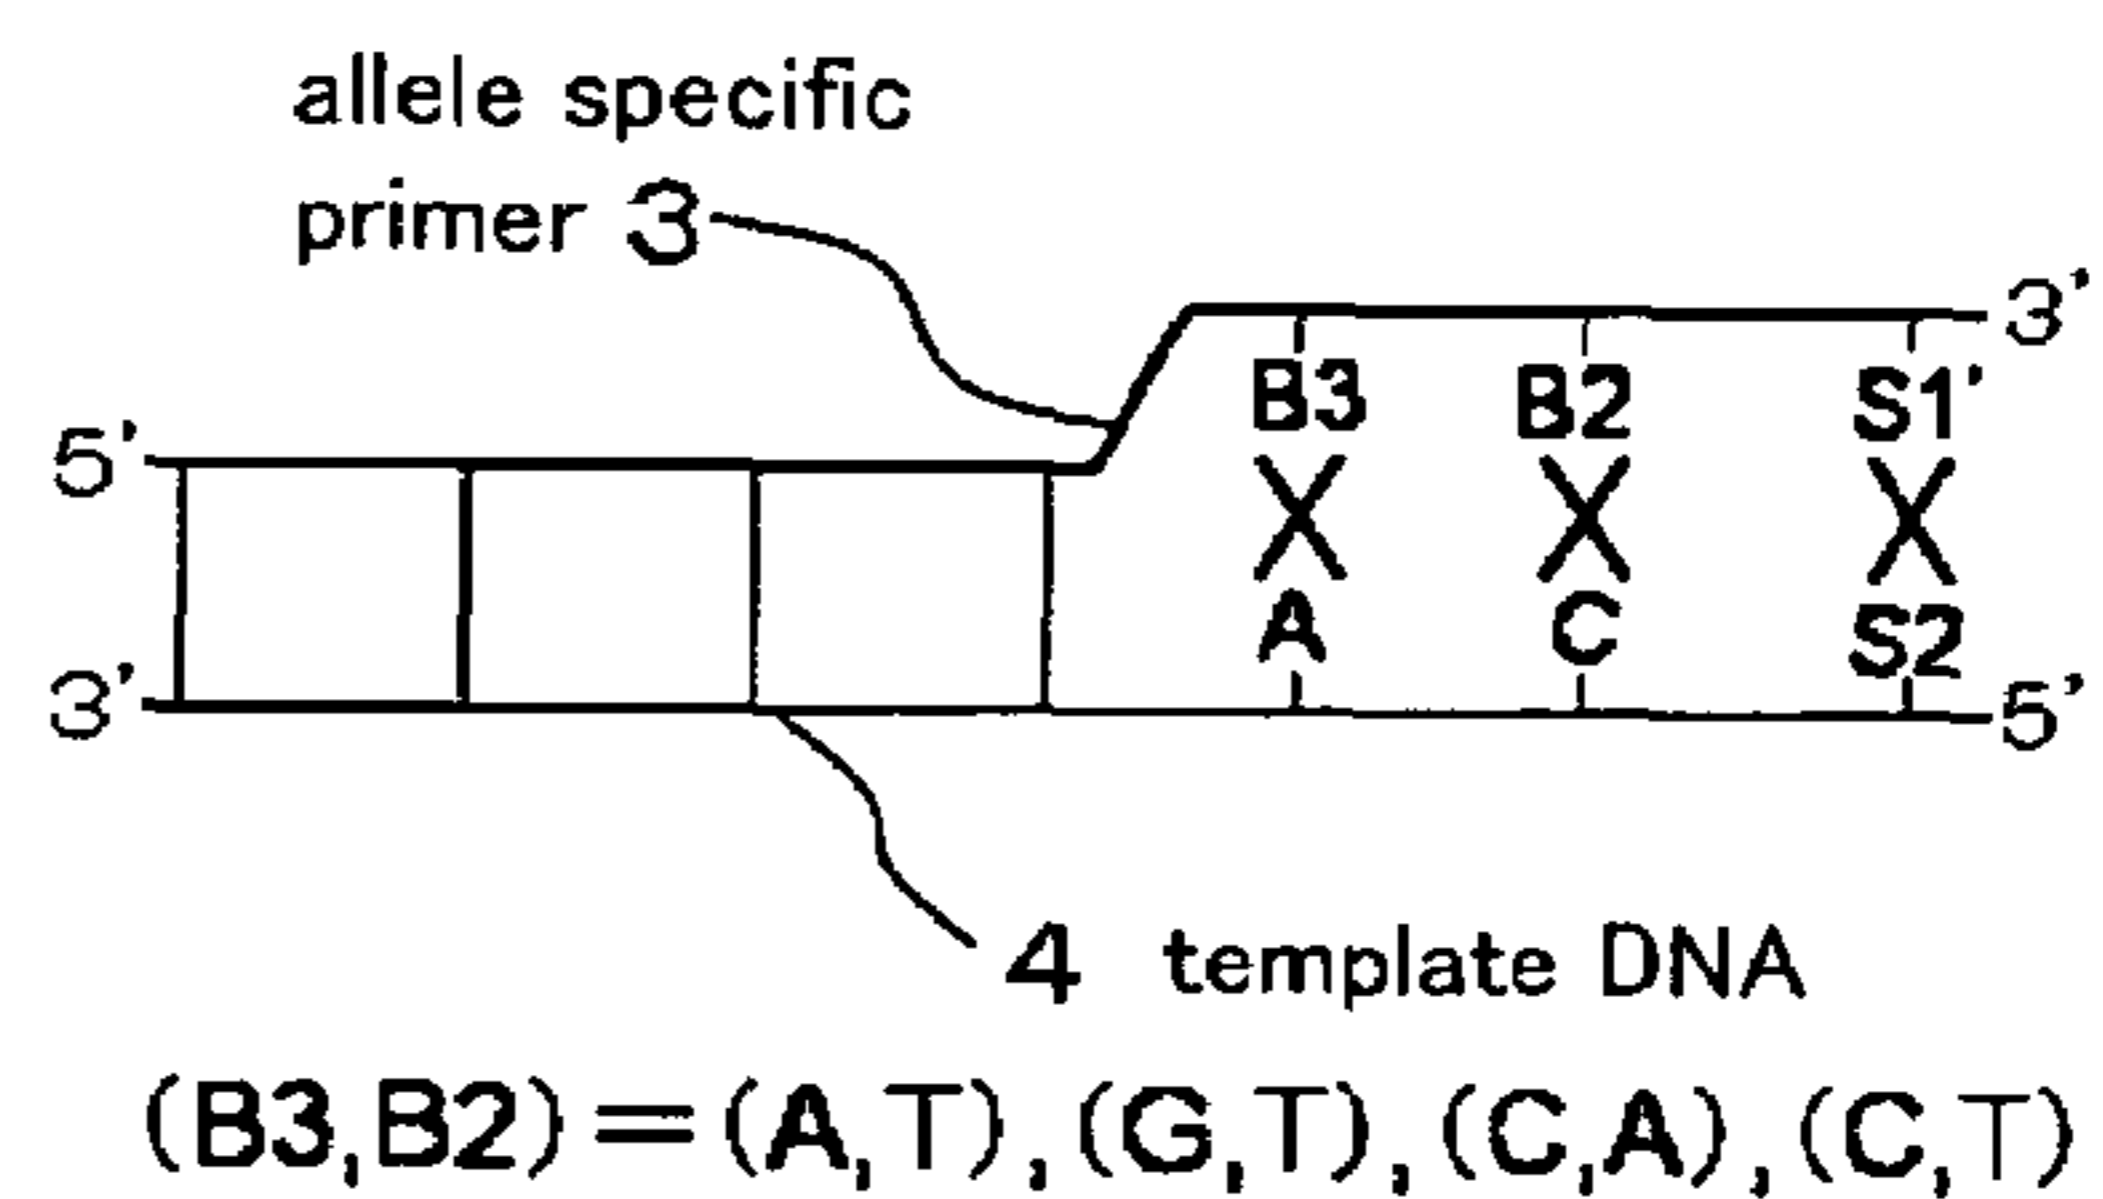 allele specific
primer 3
3'
B3 B2 S1'
5'
X X X
A C S2
3'
5'
4 template DNA
(B3,B2)=(A,T),(G,T),(C,A),(C,T)